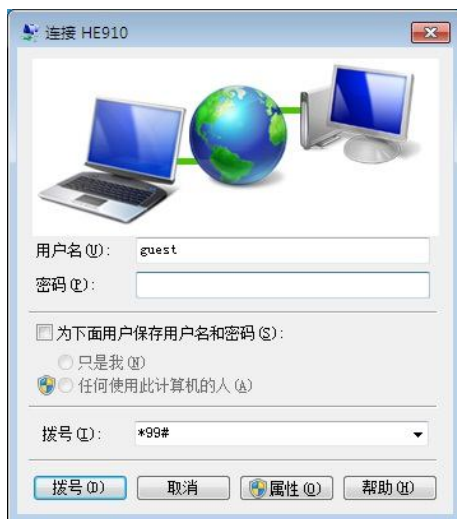 连接 HE910
用户名(U): guest
密码(P):
为下面用户保存用户名和密码(S):
只是我(N)
任何使用此计算机的人(A)
拨号(I): *99#
拨号(D) 取消 属性(O) 帮助(H)